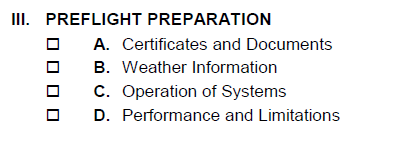 III. PREFLIGHT PREPARATION
☐ A. Certificates and Documents
☐ B. Weather Information
☐ C. Operation of Systems
☐ D. Performance and Limitations